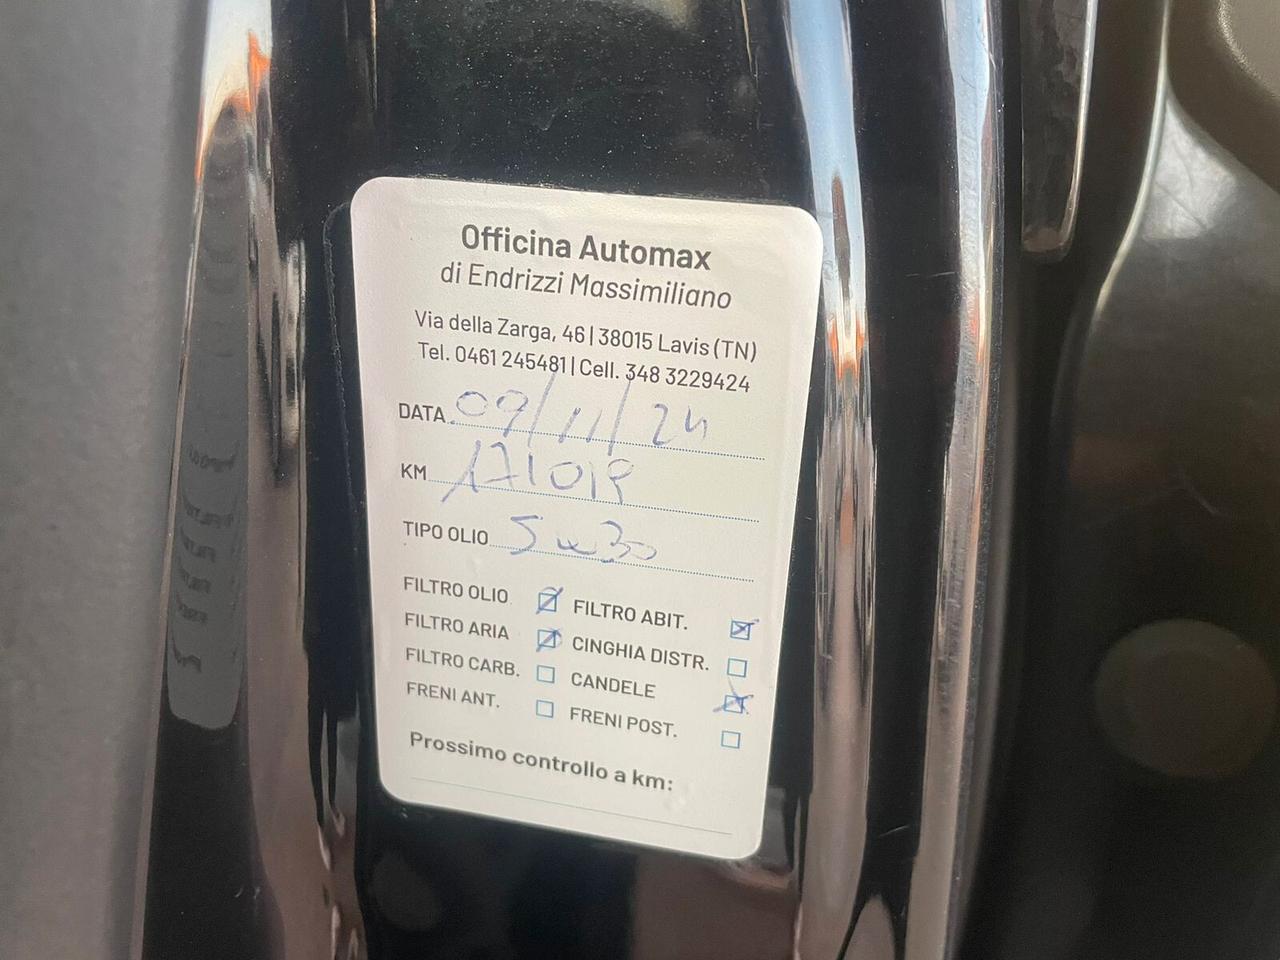 Officina Automax
di Endrizzi Massimiliano
Via della Zarga, 46 | 38015 Lavis (TN)
Tel. 0461 245481 | Cell. 348 3229424
DATA 09/11/24
KM 171019
TIPO OLIO 5w30
FILTRO OLIO FILTRO ABIT.
FILTRO ARIA CINGHIA DISTR.
FILTRO CARB. CANDELE
FRENI ANT. FRENI POST.
Prossimo controllo a km: